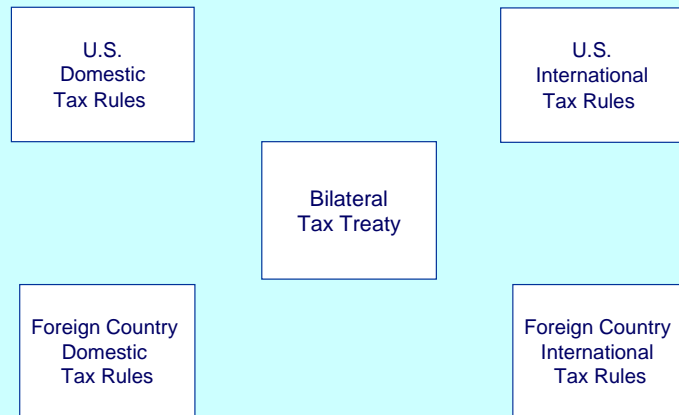 U.S.
Domestic
Tax Rules
U.S.
International
Tax Rules
Bilateral
Tax Treaty
Foreign Country
Domestic
Tax Rules
Foreign Country
International
Tax Rules